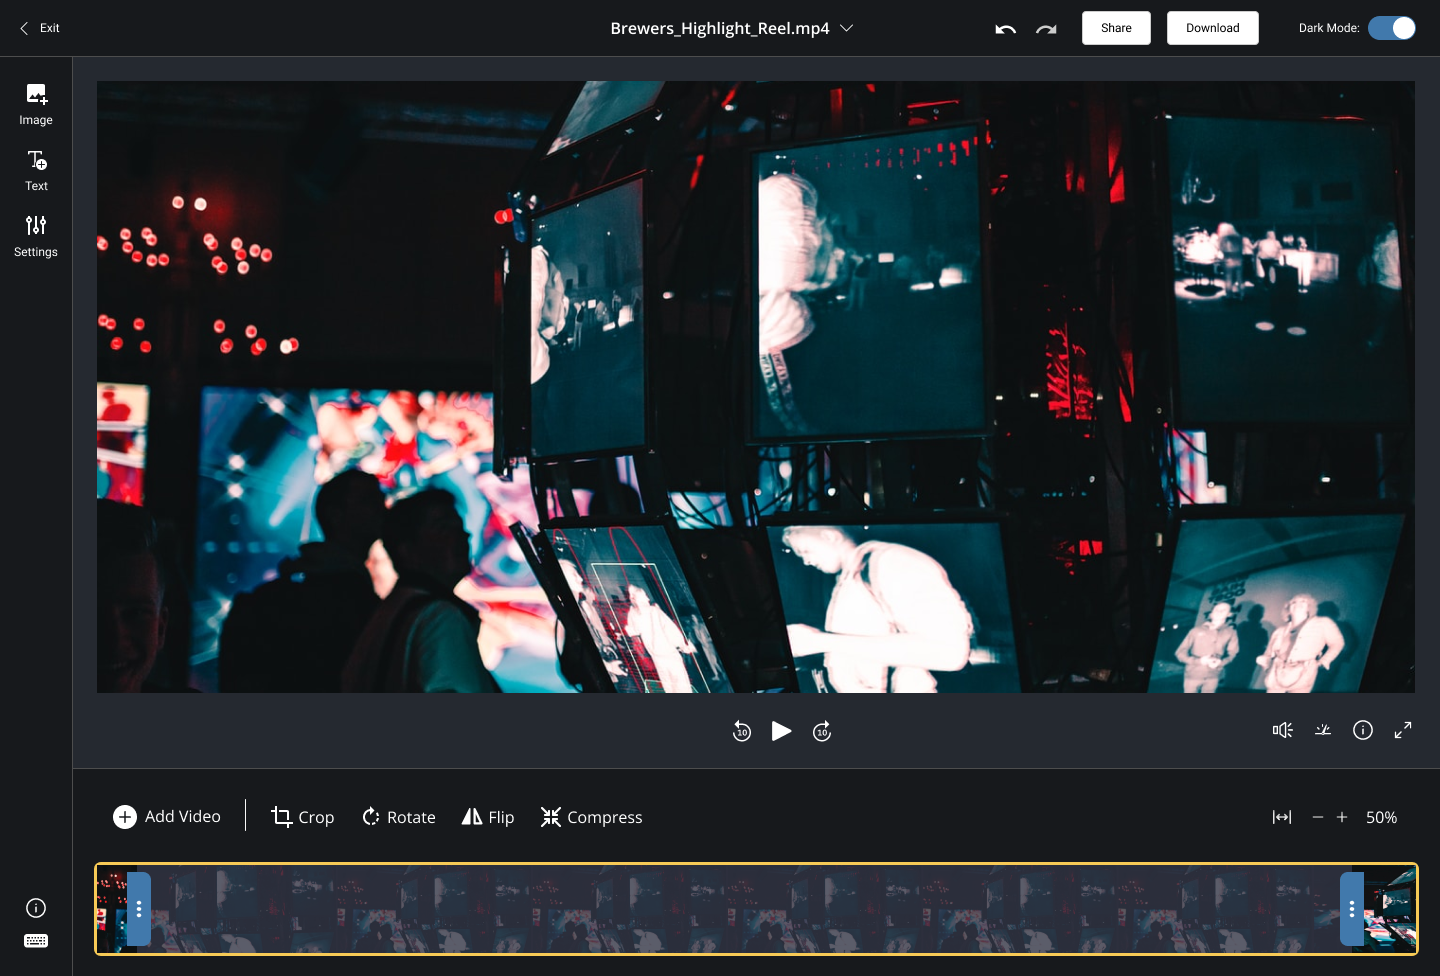 Exit
Brewers_Highlight_Reel.mp4
Share
Download
Dark Mode:
Image
Text
Settings
10
10
Add Video
Crop
Rotate
Flip
Compress
50%